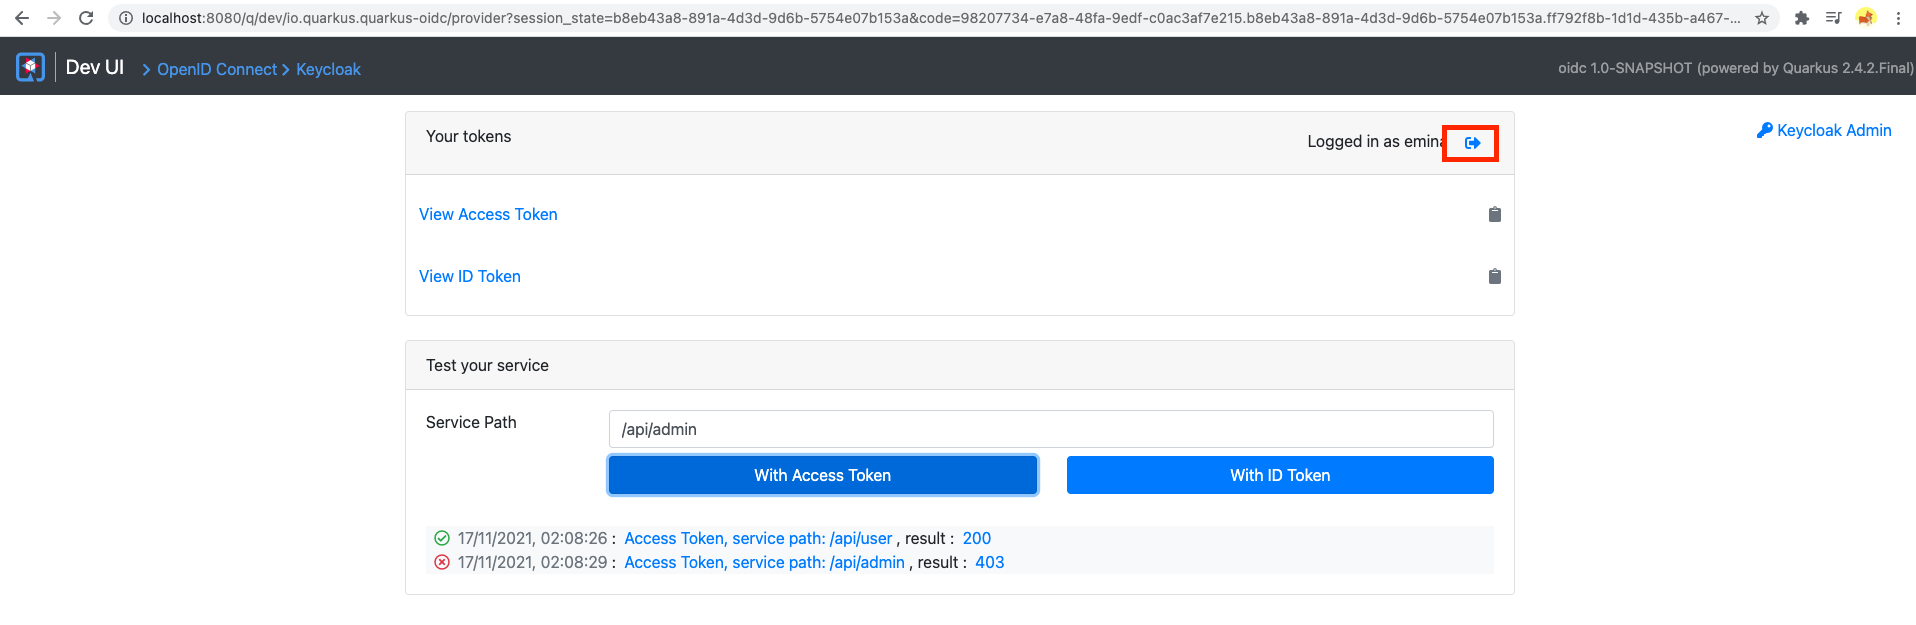 localhost:8080/q/dev/io.quarkus.quarkus-oidc/provider?session_state=b8eb43a8-891a-4d3d-9d6b-5754e07b153a&code=98207734-e7a8-48fa-9edf-c0ac3af7e215.b8eb43a8-891a-4d3d-9d6b-5754e07b153a.ff792f8b-1d1d-435b-a467-...
Dev UI > OpenID Connect > Keycloak
oidc 1.0-SNAPSHOT (powered by Quarkus 2.4.2.Final)
Your tokens
Logged in as emina
Keycloak Admin
View Access Token
View ID Token
Test your service
Service Path
/api/admin
With Access Token
With ID Token
17/11/2021, 02:08:26 : Access Token, service path: /api/user , result : 200
17/11/2021, 02:08:29 : Access Token, service path: /api/admin , result : 403